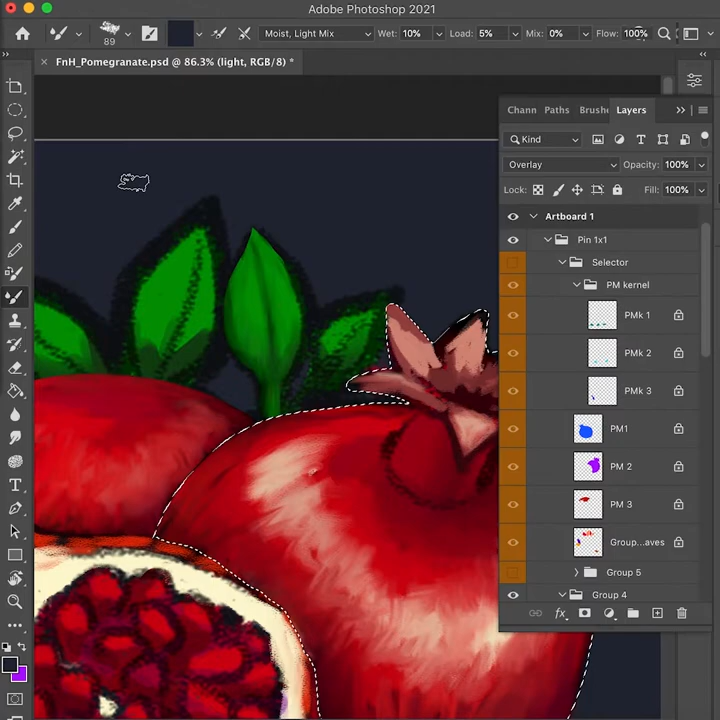 Adobe Photoshop 2021
89
Moist, Light Mix
Wet: 10%
Load: 5%
Mix: 0%
Flow: 100%
FnH_Pomegranate.psd @ 86.3% (light, RGB/8) *
Chann
Paths
Brushe
Layers
Kind
Overlay
Opacity: 100%
Lock:
Fill: 100%
Artboard 1
Pin 1x1
Selector
PM kernel
PMk 1
PMk 2
PMk 3
PM1
PM 2
PM 3
Group...aves
Group 5
Group 4
fx